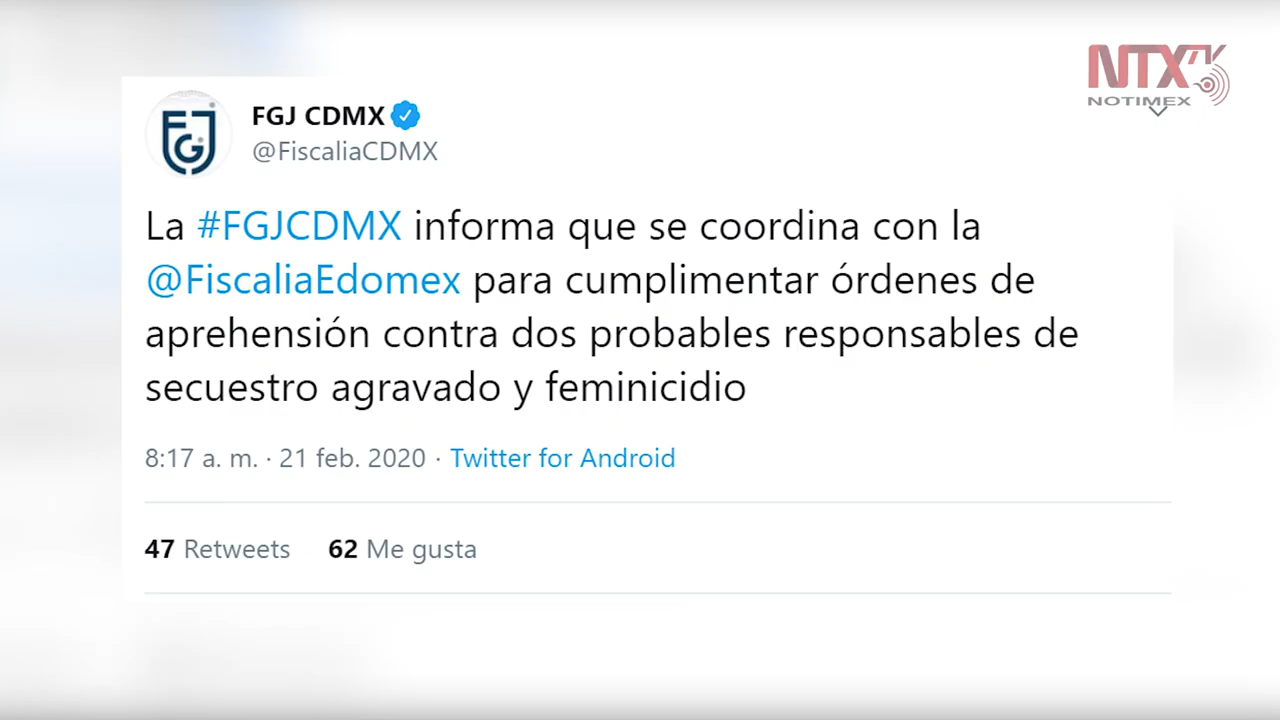 NTX TV
NOTIMEX
FGJ
FGJ CDMX
@FiscaliaCDMX
La #FGJCDMX informa que se coordina con la
@FiscaliaEdomex para cumplimentar órdenes de
aprehensión contra dos probables responsables de
secuestro agravado y feminicidio
8:17 a. m. · 21 feb. 2020 · Twitter for Android
47 Retweets 62 Me gusta